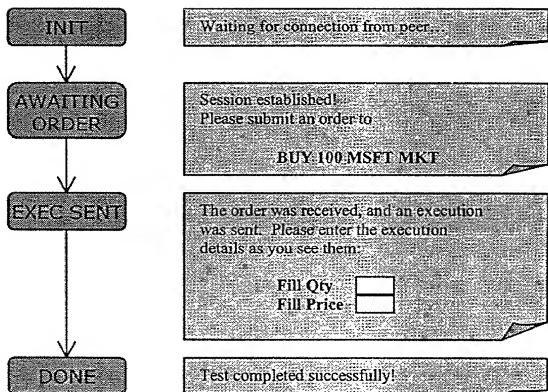 INIT
Waiting for connection from peer...
AWAITING
ORDER
Session established!
Please submit an order to
BUY 100 MSFT MKT
EXEC SENT
The order was received, and an execution
was sent. Please enter the execution
details as you see them:
Fill Qty
Fill Price
DONE
Test completed successfully!